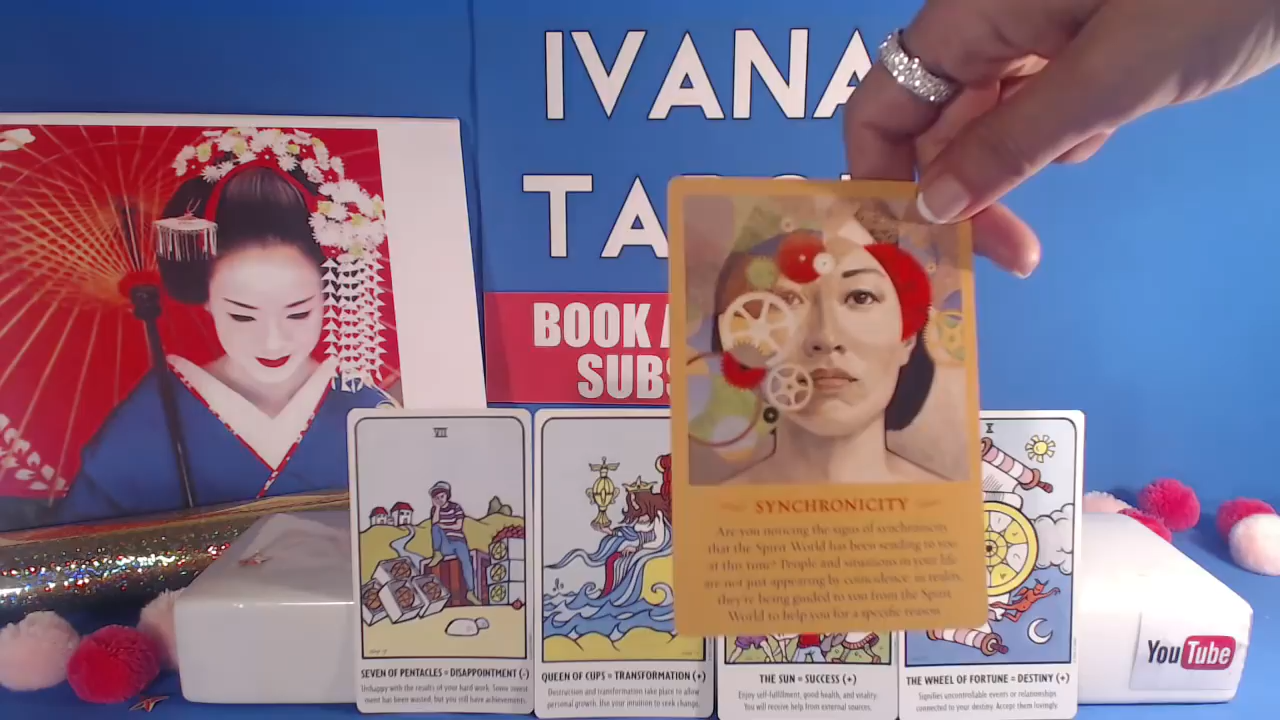 IVANA
TA
BOOK
SUBS
SYNCHRONICITY
Are you noticing the signs of synchronicity
that the Spirit World has been sending to you
at this time? People and situations in your life
are not just appearing by coincidence; in reality,
they're being guided to you from the Spirit
World to help you for a specific reason.
VII
X
SEVEN OF PENTACLES = DISAPPOINTMENT (-)
Unhappy with the results of your hard work. Some invest
ment has been wasted, but you still have achievements.
QUEEN OF CUPS = TRANSFORMATION (+)
Destruction and transformation take place to allow
personal growth. Use your intuition to seek change.
THE SUN = SUCCESS (+)
Enjoy self-fulfillment, good health, and vitality.
You will receive help from external sources.
THE WHEEL OF FORTUNE = DESTINY (+)
Signifies uncontrollable events or relationships
connected to your destiny. Accept them lovingly.
YouTube